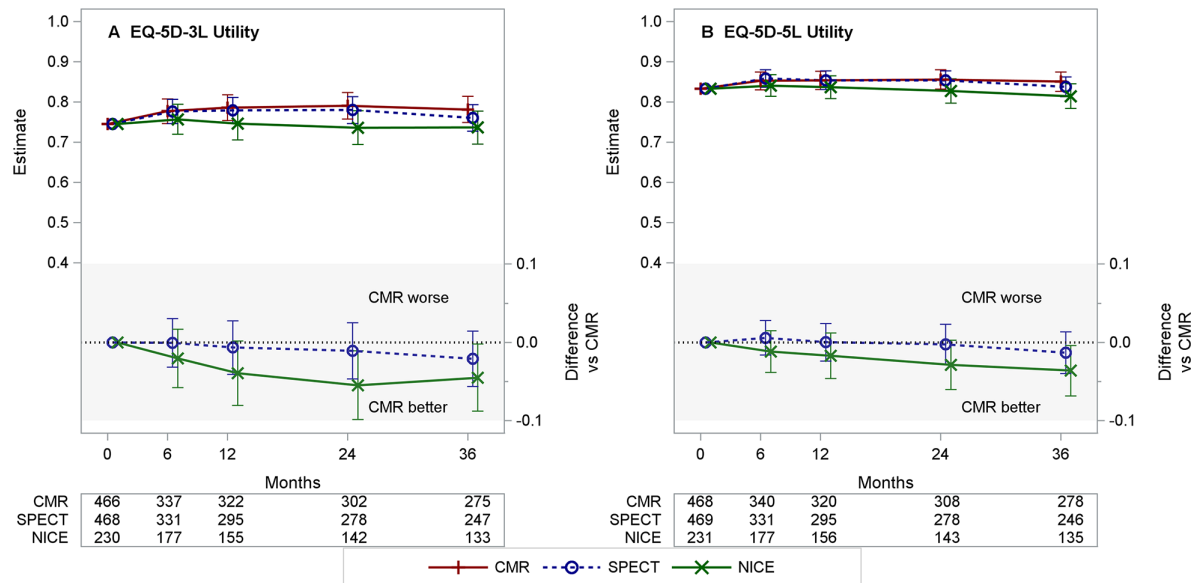 A EQ-5D-3L Utility
1.0
0.9
0.8
0.7
0.6
0.5
0.4
Estimate
CMR worse
CMR better
0.1
0.0
-0.1
Difference
vs CMR
0 6 12 24 36
Months
CMR 466 337 322 302 275
SPECT 468 331 295 278 247
NICE 230 177 155 142 133
B EQ-5D-5L Utility
1.0
0.9
0.8
0.7
0.6
0.5
0.4
Estimate
CMR worse
CMR better
0.1
0.0
-0.1
Difference
vs CMR
0 6 12 24 36
Months
CMR 468 340 320 308 278
SPECT 469 331 295 278 246
NICE 231 177 156 143 135
CMR SPECT NICE